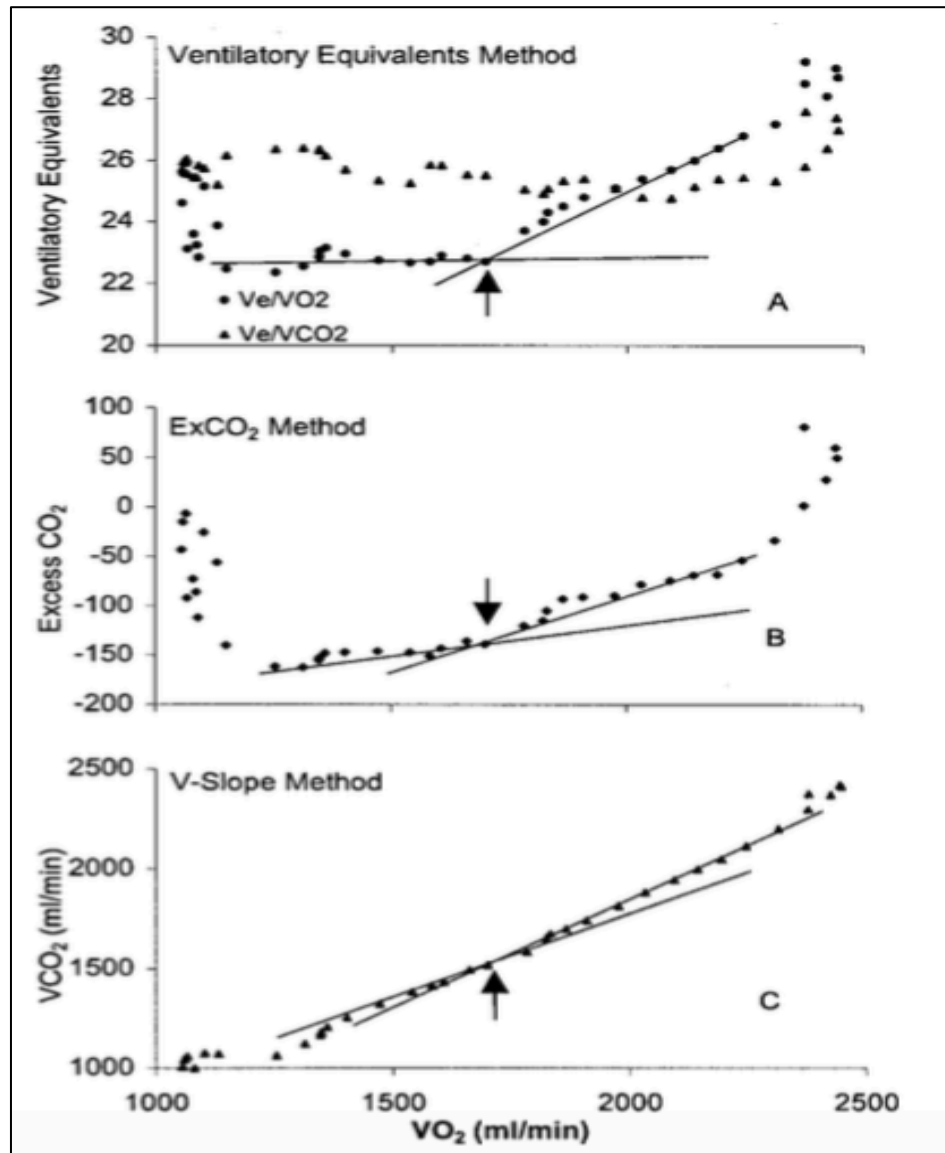 Ventilatory Equivalents Method
Ventilatory Equivalents
30
28
26
24
22
20
Ve/VO2
Ve/VCO2
A
ExCO₂ Method
Excess CO₂
100
50
0
-50
-100
-150
-200
B
V-Slope Method
VCO₂ (ml/min)
2500
2000
1500
1000
C
1000 1500 2000 2500
VO₂ (ml/min)